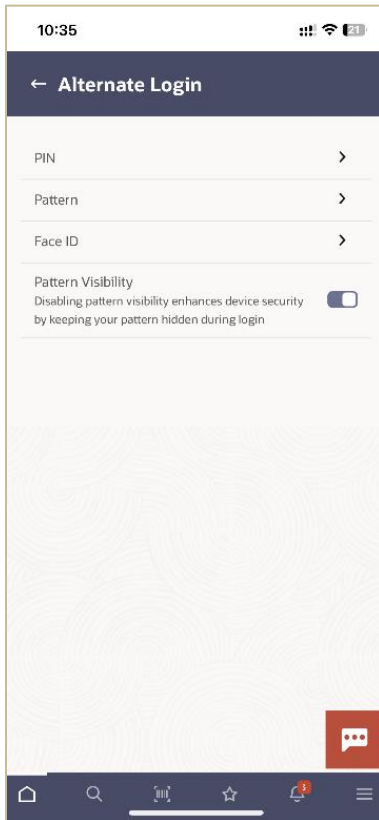 10:35
21
← Alternate Login
PIN
Pattern
Face ID
Pattern Visibility
Disabling pattern visibility enhances device security
by keeping your pattern hidden during login
3